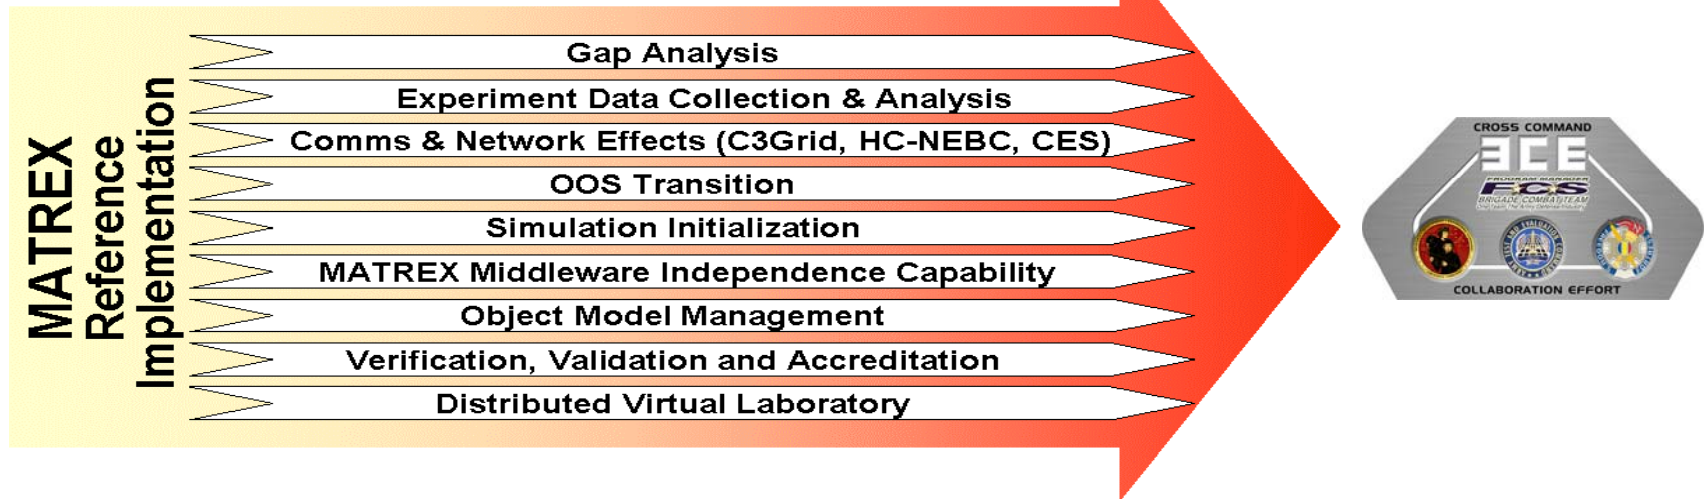 MATREX
Reference
Implementation
Gap Analysis
Experiment Data Collection & Analysis
Comms & Network Effects (C3Grid, HC-NEBC, CES)
OOS Transition
Simulation Initialization
MATREX Middleware Independence Capability
Object Model Management
Verification, Validation and Accreditation
Distributed Virtual Laboratory
CROSS COMMAND
3CE
PROGRAM MANAGER
FCS
BRIGADE COMBAT TEAM
COLLABORATION EFFORT